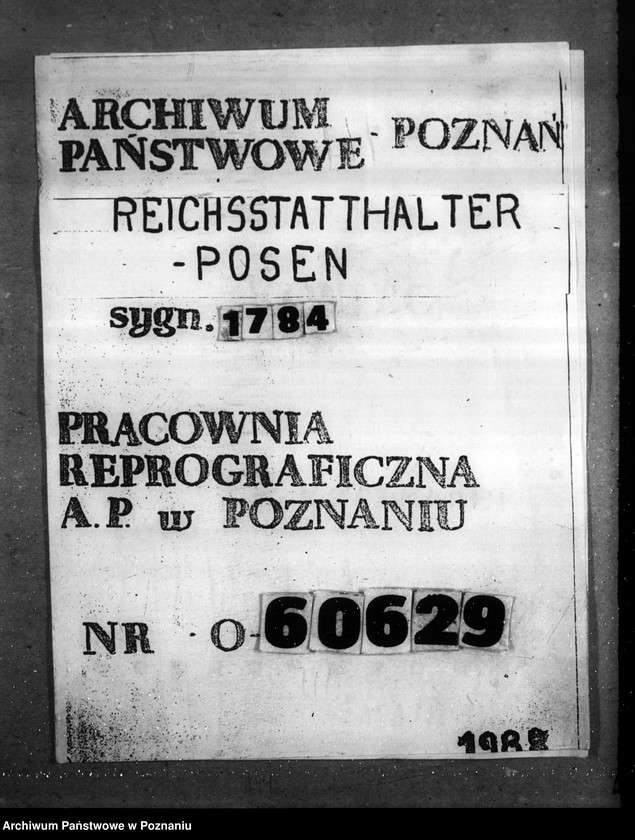 ARCHIWUM
PAŃSTWOWE - POZNAŃ
REICHSSTATTHALTER
-POSEN
sygn. 1784
PRACOWNIA
REPROGRAFICZNA
A.P. w POZNANIU
NR · O-60629
Archiwum Państwowe w Poznaniu